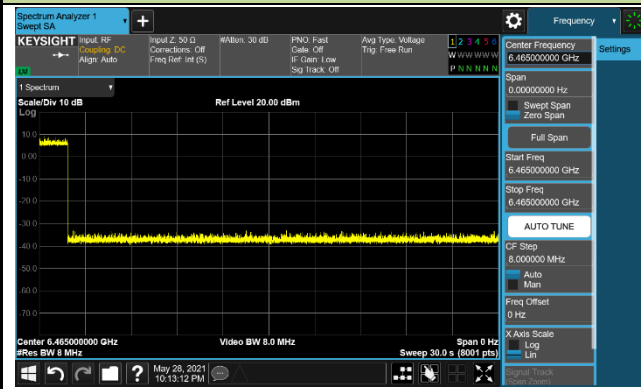 Spectrum Analyzer 1
Swept SA
+
Frequency
KEYSIGHT
Input: RF
Coupling: DC
Align: Auto
Input Z: 50 Ω
Corrections: Off
Freq Ref: Int (S)
#Atten: 30 dB
PNO: Fast
Gate: Off
IF Gain: Low
Sig Track: Off
Avg Type: Voltage
Trig: Free Run
1 2 3 4 5 6
W W W W W W
P N N N N N
LXI
1 Spectrum
Scale/Div 10 dB
Ref Level 20.00 dBm
Log
10.0
0.00
-10.0
-20.0
-30.0
-40.0
-50.0
-60.0
-70.0
Center 6.465000000 GHz
Video BW 8.0 MHz
Span 0 Hz
#Res BW 8 MHz
Sweep 30.0 s (8001 pts)
May 28, 2021
10:13:12 PM
Center Frequency
6.465000000 GHz
Settings
Span
0.00000000 Hz
Swept Span
Zero Span
Full Span
Start Freq
6.465000000 GHz
Stop Freq
6.465000000 GHz
AUTO TUNE
CF Step
8.000000 MHz
Auto
Man
Freq Offset
0 Hz
X Axis Scale
Log
Lin
Signal Track
(Span Zoom)